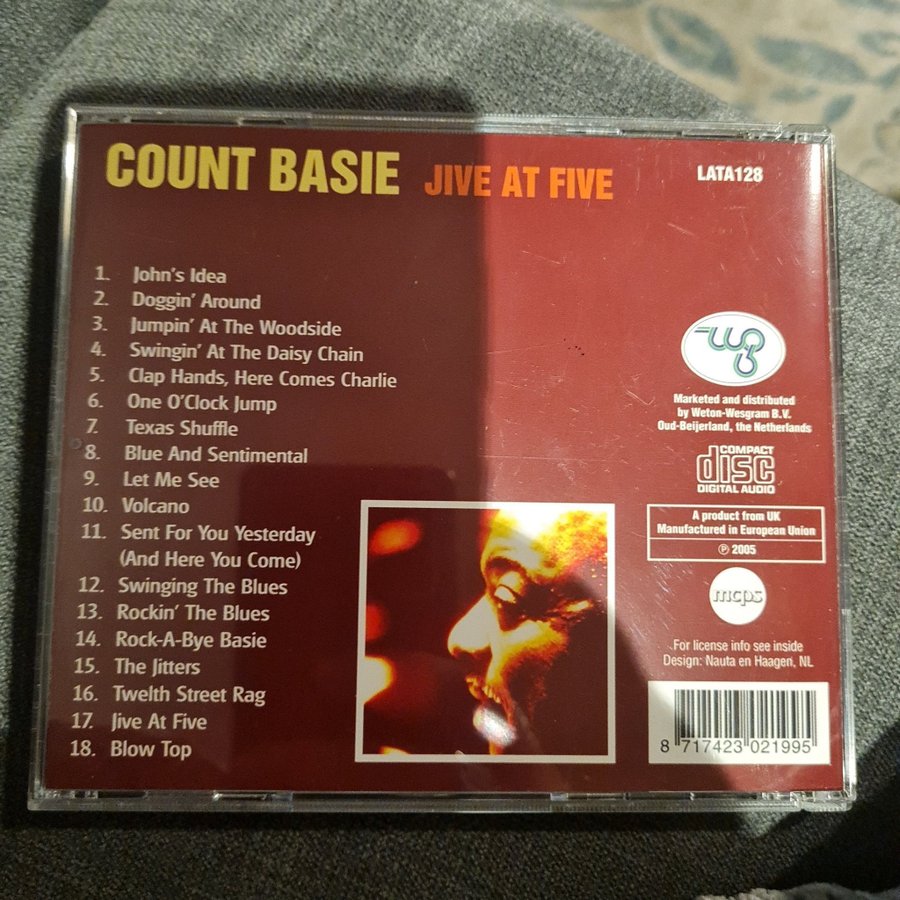 COUNT BASIE JIVE AT FIVE
LATA128
1. John's Idea
2. Doggin' Around
3. Jumpin' At The Woodside
4. Swingin' At The Daisy Chain
5. Clap Hands, Here Comes Charlie
6. One O'Clock Jump
7. Texas Shuffle
8. Blue And Sentimental
9. Let Me See
10. Volcano
11. Sent For You Yesterday
(And Here You Come)
12. Swinging The Blues
13. Rockin' The Blues
14. Rock-A-Bye Basie
15. The Jitters
16. Twelth Street Rag
17. Jive At Five
18. Blow Top
Marketed and distributed
by Weton-Wesgram B.V.
Oud-Beijerland, the Netherlands
COMPACT
disc
DIGITAL AUDIO
A product from UK
Manufactured in European Union
℗ 2005
mcps
For license info see inside
Design: Nauta en Haagen, NL
8 717423 021995